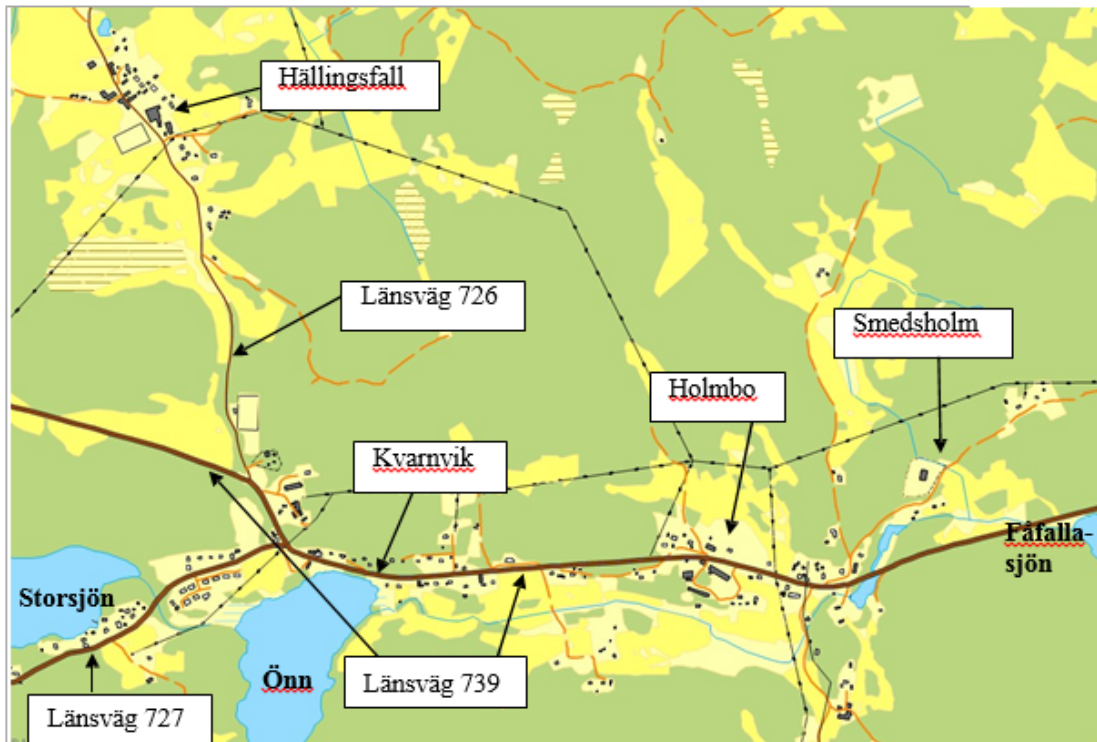 Hällingsfall
Länsväg 726
Smedsholm
Holmbo
Kvarnvik
Fåfalla-
sjön
Storsjön
Önn
Länsväg 739
Länsväg 727